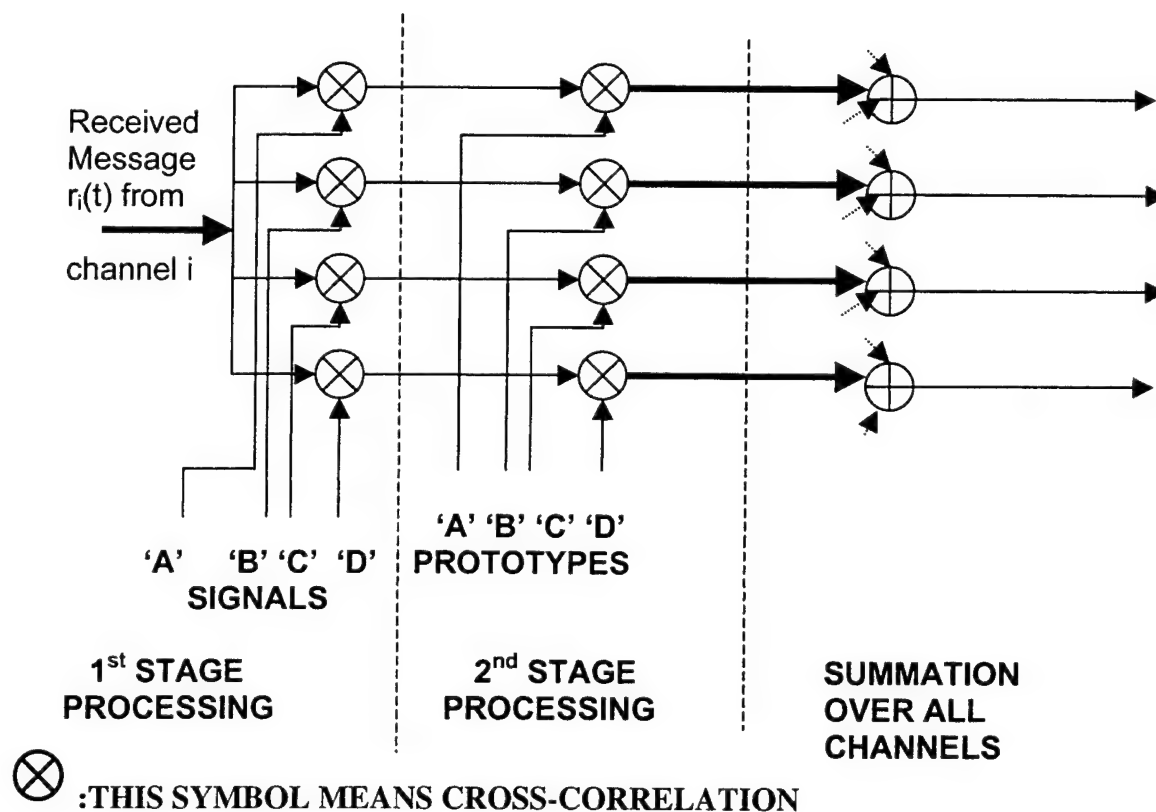 Received
Message
rᵢ(t) from
channel i
‘A’ ‘B’ ‘C’ ‘D’
SIGNALS
‘A’ ‘B’ ‘C’ ‘D’
PROTOTYPES
1st STAGE
PROCESSING
2nd STAGE
PROCESSING
SUMMATION
OVER ALL
CHANNELS
:THIS SYMBOL MEANS CROSS-CORRELATION